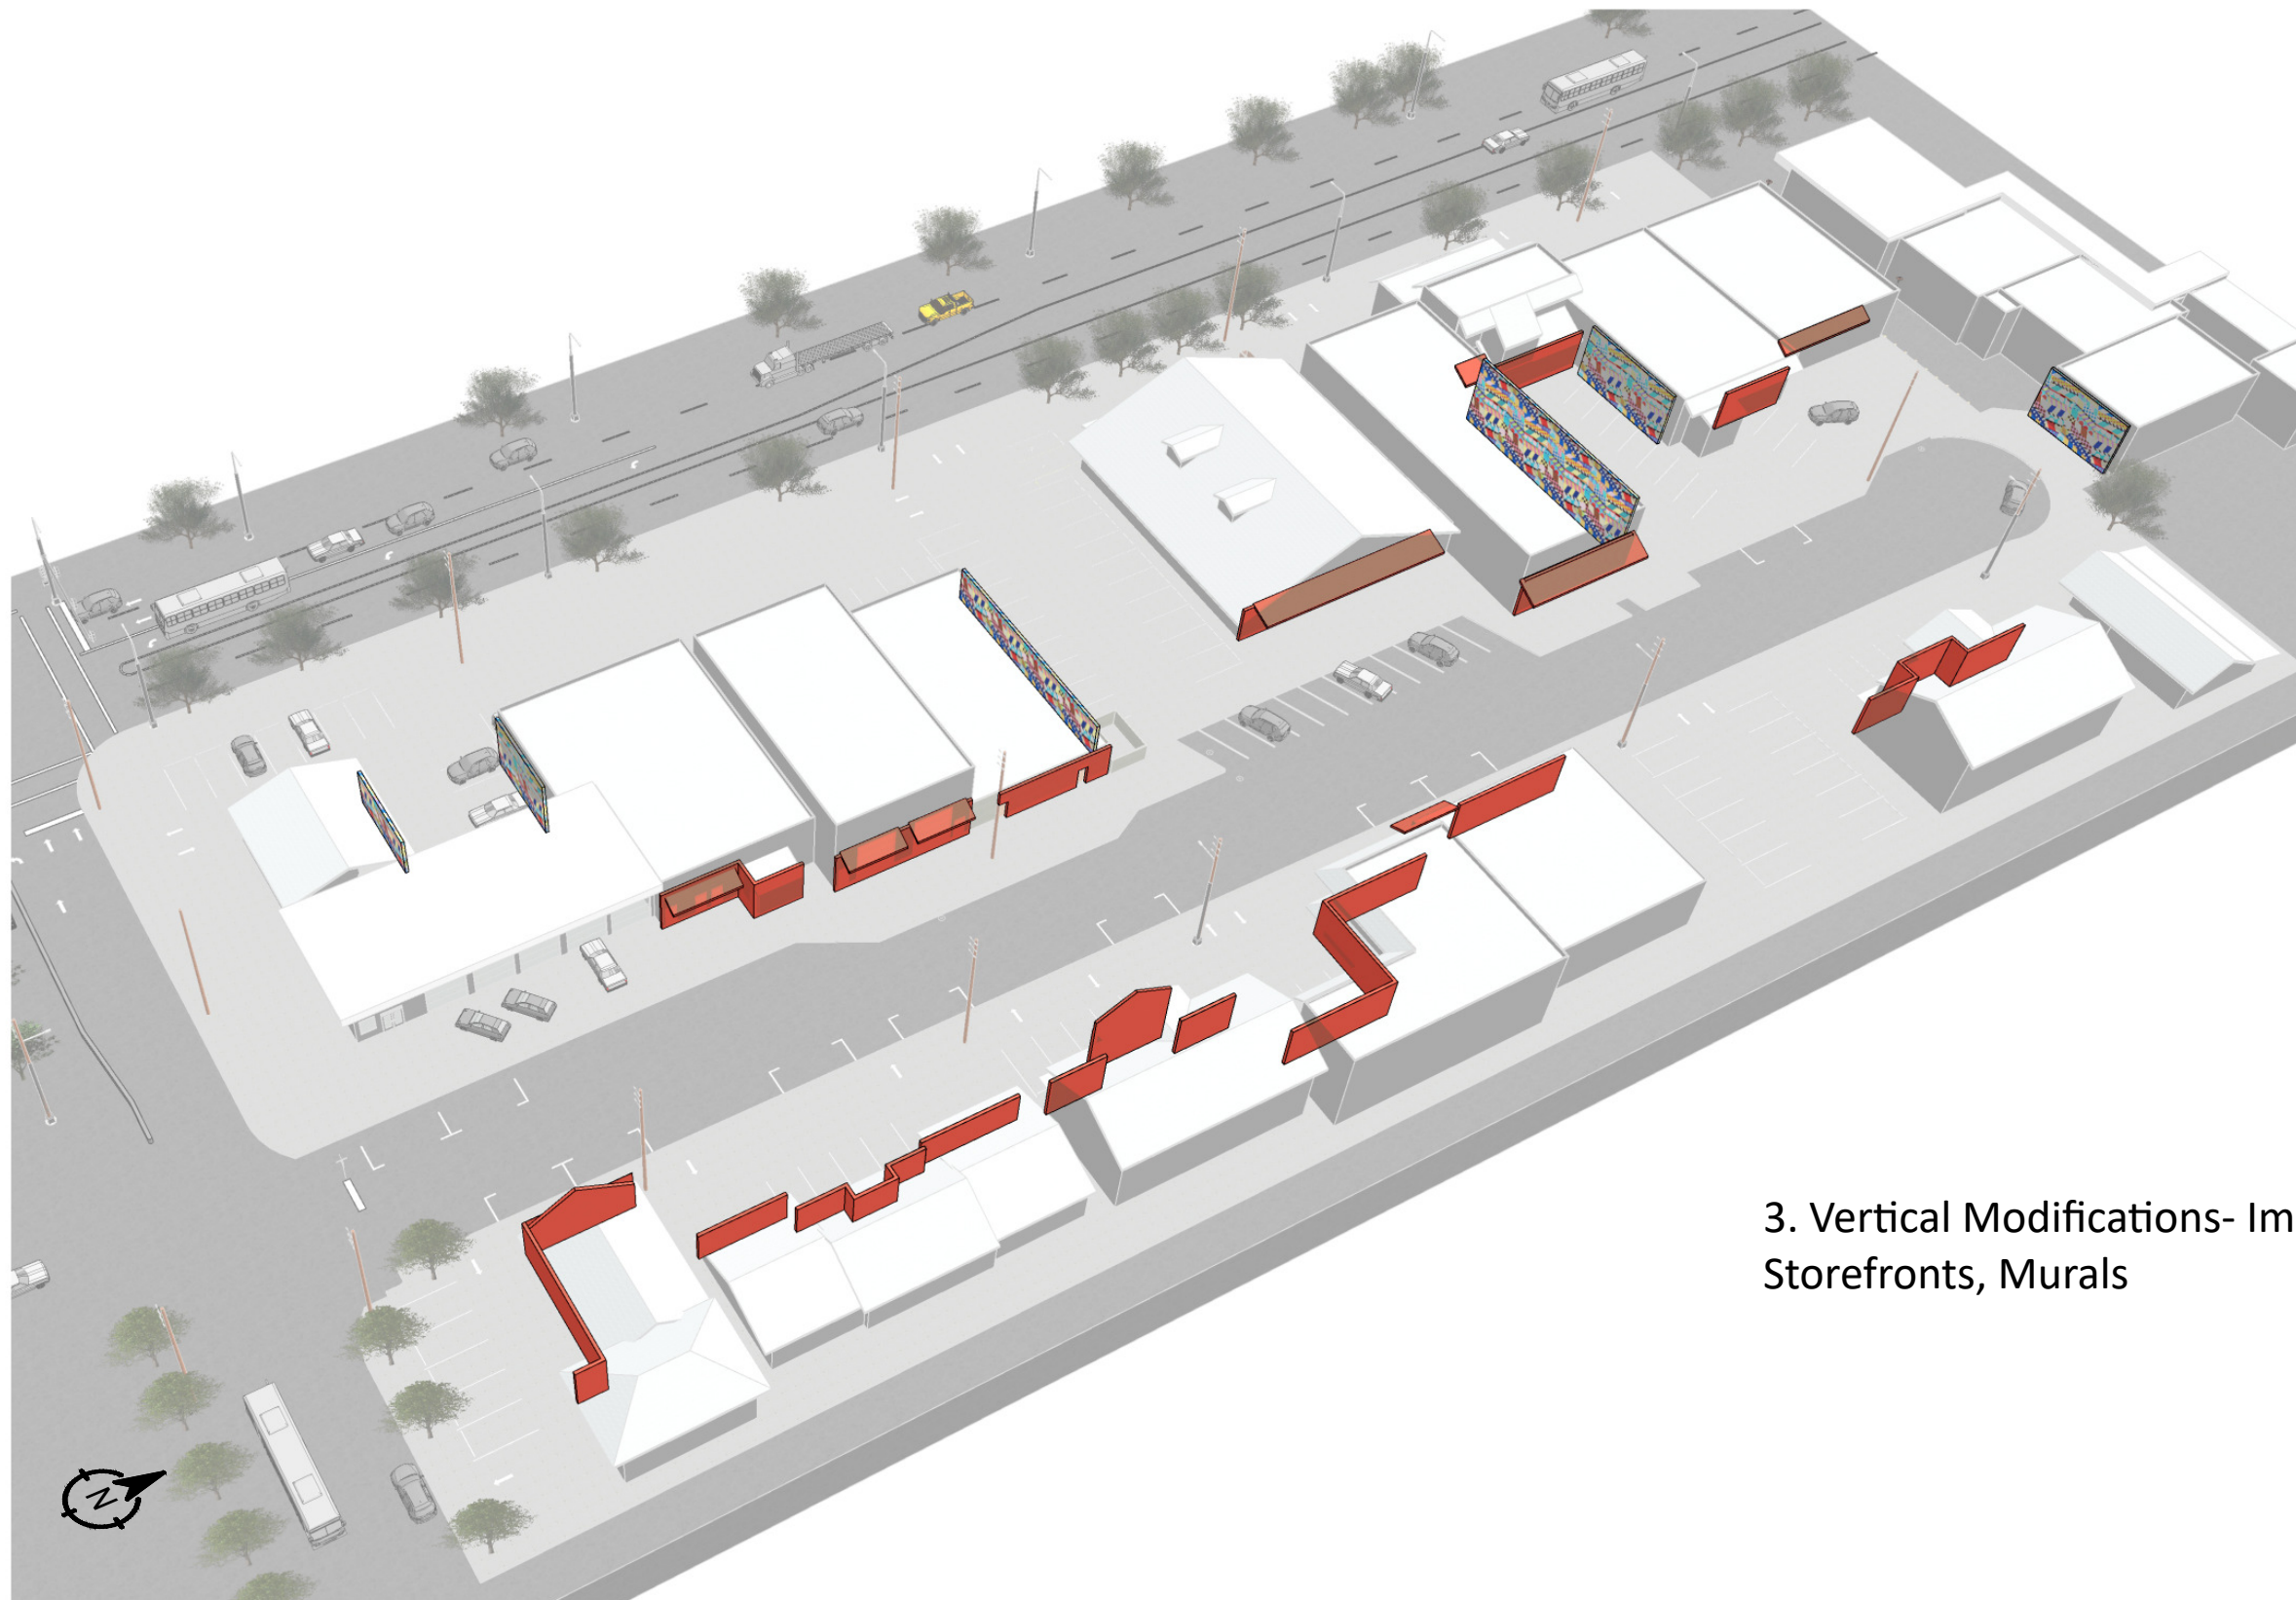 3. Vertical Modifications- Im
Storefronts, Murals
N